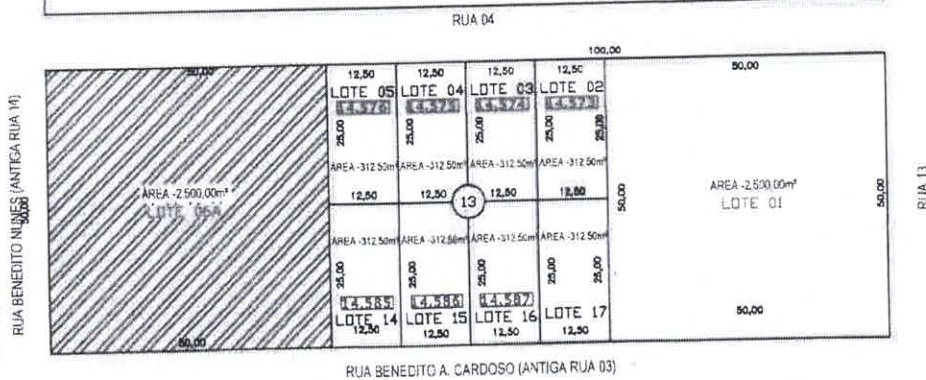 RUA 04
100,00
50,00 12,50 12,50 12,50 12,50 50,00
LOTE 05 LOTE 04 LOTE 03 LOTE 02
14.576 14.575 14.574 14.573
25,00 25,00 25,00 25,00 25,00
AREA -312.50m² AREA -312.50m² AREA -312.50m² AREA -312.50m²
RUA BENEDITO NUNES (ANTIGA RUA 14)
50,00
AREA -2.500,00m²
LOTE 06A
12,50 12,50 12,50 12,50
13
50,00
AREA -2.500,00m²
LOTE 01
50,00
RUA 13
AREA -312.50m² AREA -312.50m² AREA -312.50m² AREA -312.50m²
25,00 25,00 25,00 25,00 25,00
14.585 14.586 14.587
LOTE 14 LOTE 15 LOTE 16 LOTE 17
50,00 12,50 12,50 12,50 12,50 50,00
RUA BENEDITO A. CARDOSO (ANTIGA RUA 03)